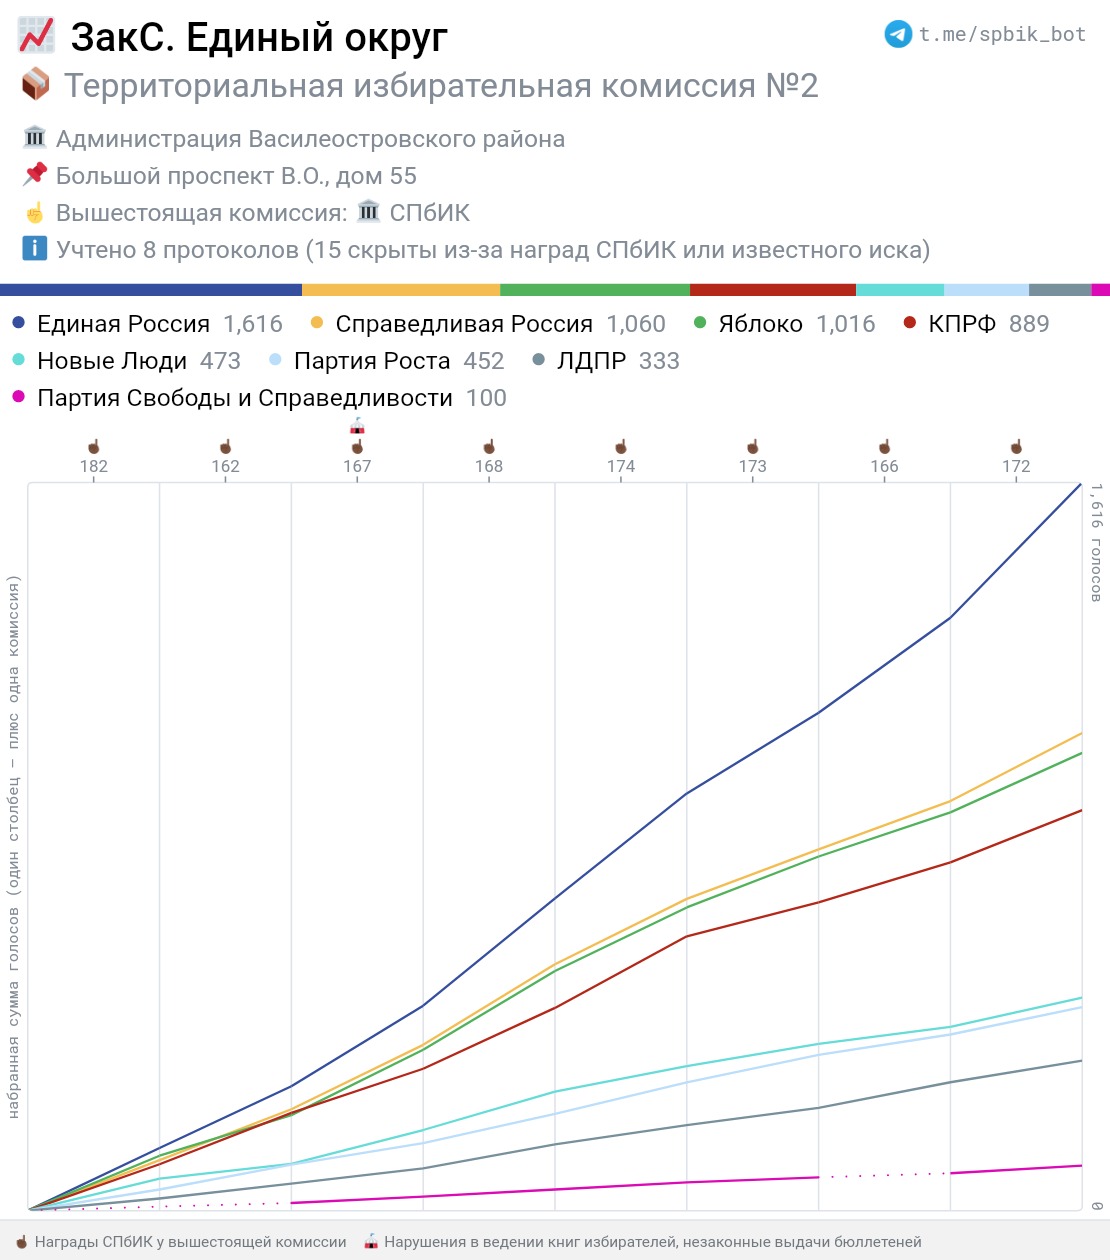 ЗакС. Единый округ
t.me/spbik_bot
Территориальная избирательная комиссия №2
Администрация Василеостровского района
Большой проспект В.О., дом 55
Вышестоящая комиссия: СПбИК
Учтено 8 протоколов (15 скрыты из-за наград СПбИК или известного иска)
Единая Россия 1,616 Справедливая Россия 1,060 Яблоко 1,016 КПРФ 889
Новые Люди 473 Партия Роста 452 ЛДПР 333
Партия Свободы и Справедливости 100
182 162 167 168 174 173 166 172
1,616 голосов
набранная сумма голосов (один столбец — плюс одна комиссия)
0
Награды СПбИК у вышестоящей комиссии Нарушения в ведении книг избирателей, незаконные выдачи бюллетеней